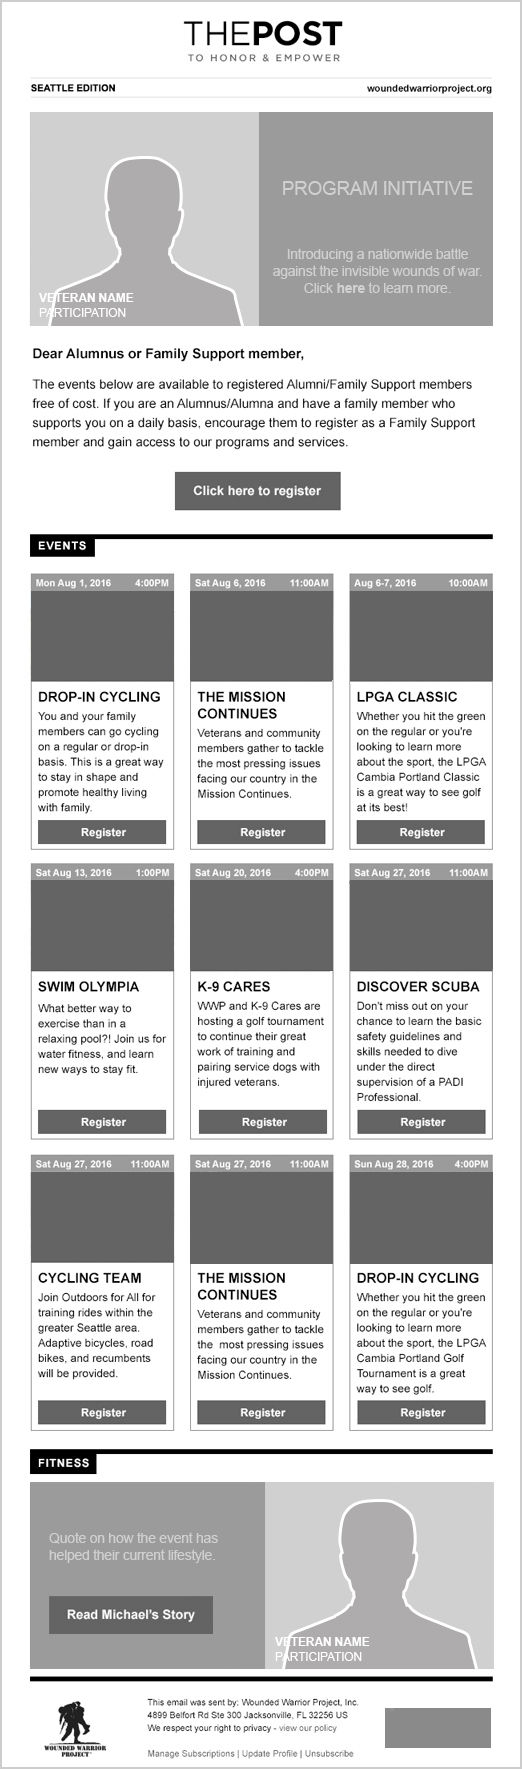 THEPOST
TO HONOR & EMPOWER
SEATTLE EDITION woundedwarriorproject.org
VETERAN NAME
PARTICIPATION
PROGRAM INITIATIVE
Introducing a nationwide battle
against the invisible wounds of war.
Click here to learn more.
Dear Alumnus or Family Support member,
The events below are available to registered Alumni/Family Support members
free of cost. If you are an Alumnus/Alumna and have a family member who
supports you on a daily basis, encourage them to register as a Family Support
member and gain access to our programs and services.
Click here to register
EVENTS
Mon Aug 1, 2016 4:00PM
DROP-IN CYCLING
You and your family
members can go cycling
on a regular or drop-in
basis. This is a great way
to stay in shape and
promote healthy living
with family.
Register
Sat Aug 6, 2016 11:00AM
THE MISSION
CONTINUES
Veterans and community
members gather to tackle
the most pressing issues
facing our country in the
Mission Continues.
Register
Aug 6-7, 2016 10:00AM
LPGA CLASSIC
Whether you hit the green
on the regular or you're
looking to learn more
about the sport, the LPGA
Cambia Portland Classic
is a great way to see golf
at its best!
Register
Sat Aug 13, 2016 1:00PM
SWIM OLYMPIA
What better way to
exercise than in a
relaxing pool?! Join us for
water fitness, and learn
new ways to stay fit.
Register
Sat Aug 20, 2016 4:00PM
K-9 CARES
WWP and K-9 Cares are
hosting a golf tournament
to continue their great
work of training and
pairing service dogs with
injured veterans.
Register
Sat Aug 27, 2016 11:00AM
DISCOVER SCUBA
Don't miss out on your
chance to learn the basic
safety guidelines and
skills needed to dive
under the direct
supervision of a PADI
Professional.
Register
Sat Aug 27, 2016 11:00AM
CYCLING TEAM
Join Outdoors for All for
training rides within the
greater Seattle area.
Adaptive bicycles, road
bikes, and recumbents
will be provided.
Register
Sat Aug 27, 2016 11:00AM
THE MISSION
CONTINUES
Veterans and community
members gather to tackle
the most pressing issues
facing our country in the
Mission Continues.
Register
Sun Aug 28, 2016 4:00PM
DROP-IN CYCLING
Whether you hit the green
on the regular or you're
looking to learn more
about the sport, the LPGA
Cambia Portland Golf
Tournament is a great
way to see golf.
Register
FITNESS
Quote on how the event has
helped their current lifestyle.
Read Michael's Story
VETERAN NAME
PARTICIPATION
WOUNDED WARRIOR
PROJECT
This email was sent by: Wounded Warrior Project, Inc.
4899 Belfort Rd Ste 300 Jacksonville, FL 32256 US
We respect your right to privacy - view our policy
Manage Subscriptions | Update Profile | Unsubscribe